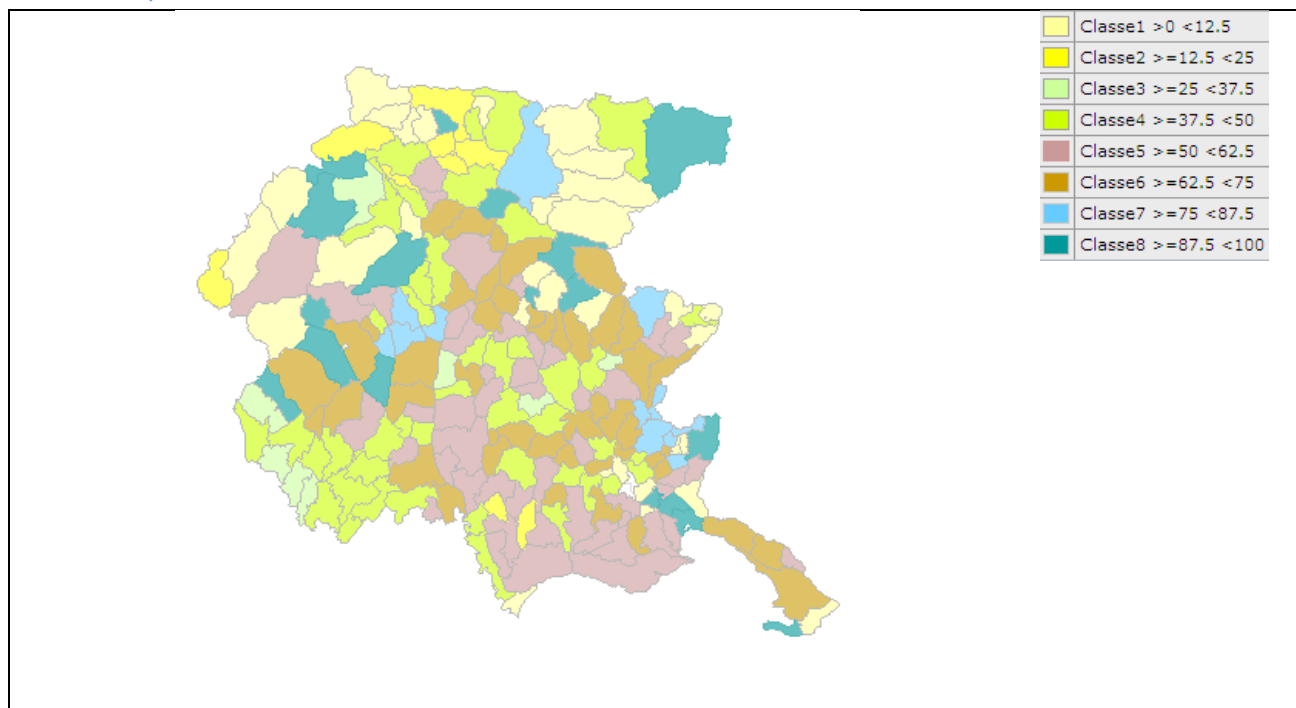 Classe1 >0 <12.5
Classe2 >=12.5 <25
Classe3 >=25 <37.5
Classe4 >=37.5 <50
Classe5 >=50 <62.5
Classe6 >=62.5 <75
Classe7 >=75 <87.5
Classe8 >=87.5 <100